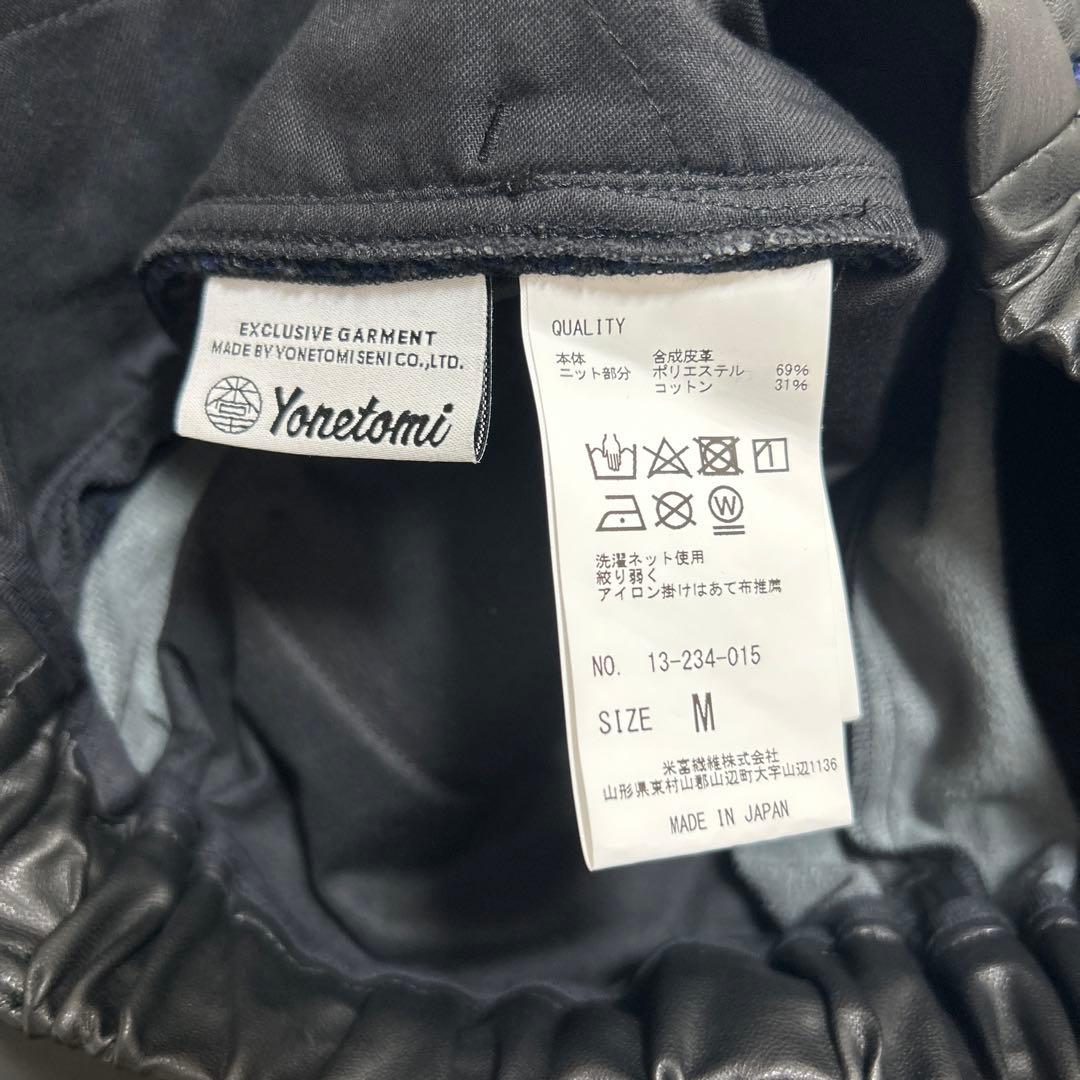 EXCLUSIVE GARMENT
MADE BY YONETOMI SENI CO.,LTD.
Yonetomi
QUALITY
本体 合成皮革
ニット部分 ポリエステル 69%
コットン 31%
W
洗濯ネット使用
絞り弱く
アイロン掛けはあて布推薦
NO. 13-234-015
SIZE M
米富繊維株式会社
山形県東村山郡山辺町大字山辺1136
MADE IN JAPAN